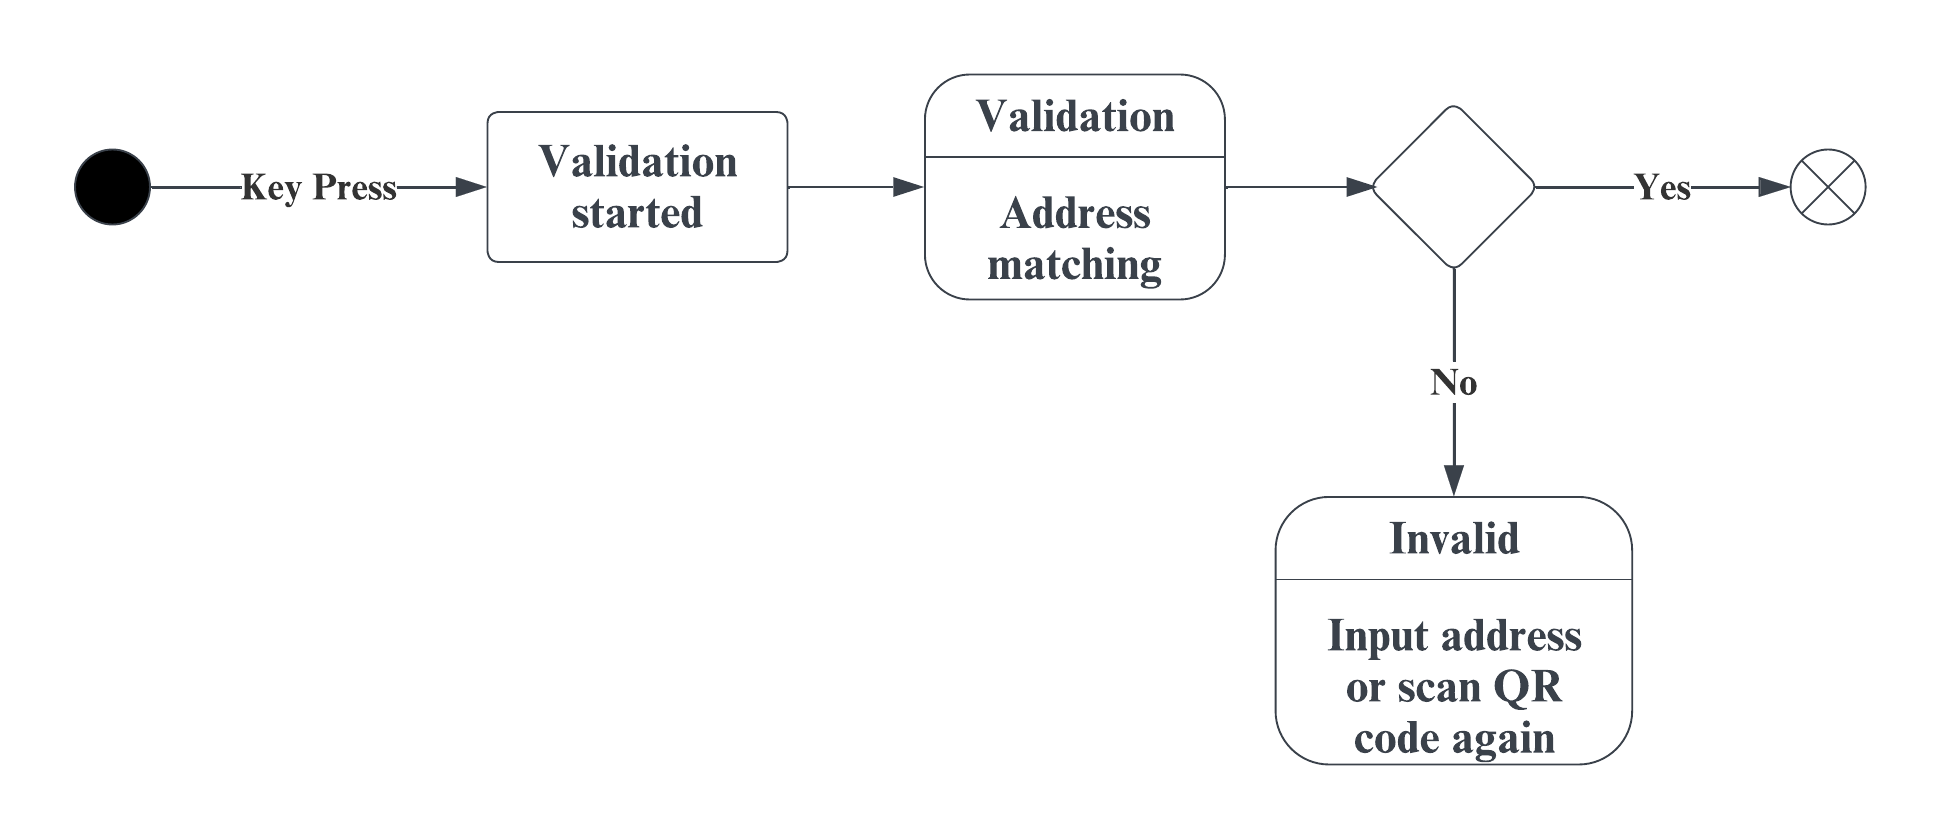 Key Press
Validation
started
Validation
Address
matching
Yes
No
Invalid
Input address
or scan QR
code again